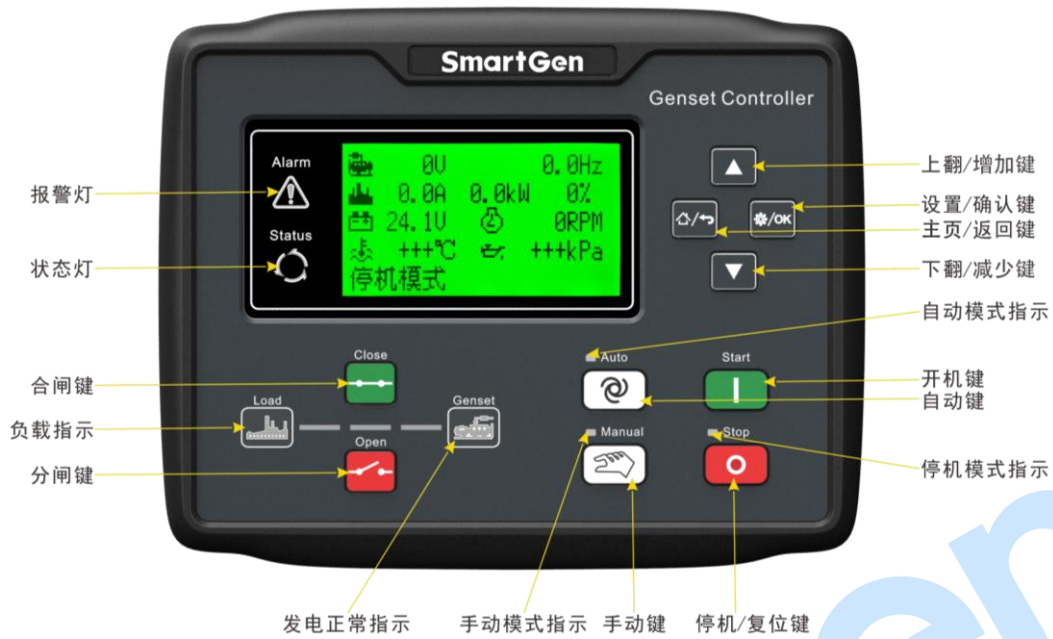 SmartGen
Genset Controller
Alarm
Status
0V 0.0Hz
0.0A 0.0kW 0%
24.1V 0RPM
+++℃ +++kPa
停机模式
⚙/OK
Close
Open
Load
Genset
Auto
Manual
Start
Stop
报警灯
状态灯
合闸键
负载指示
分闸键
上翻/增加键
设置/确认键
主页/返回键
下翻/减少键
自动模式指示
开机键
自动键
停机模式指示
发电正常指示
手动模式指示
手动键
停机/复位键